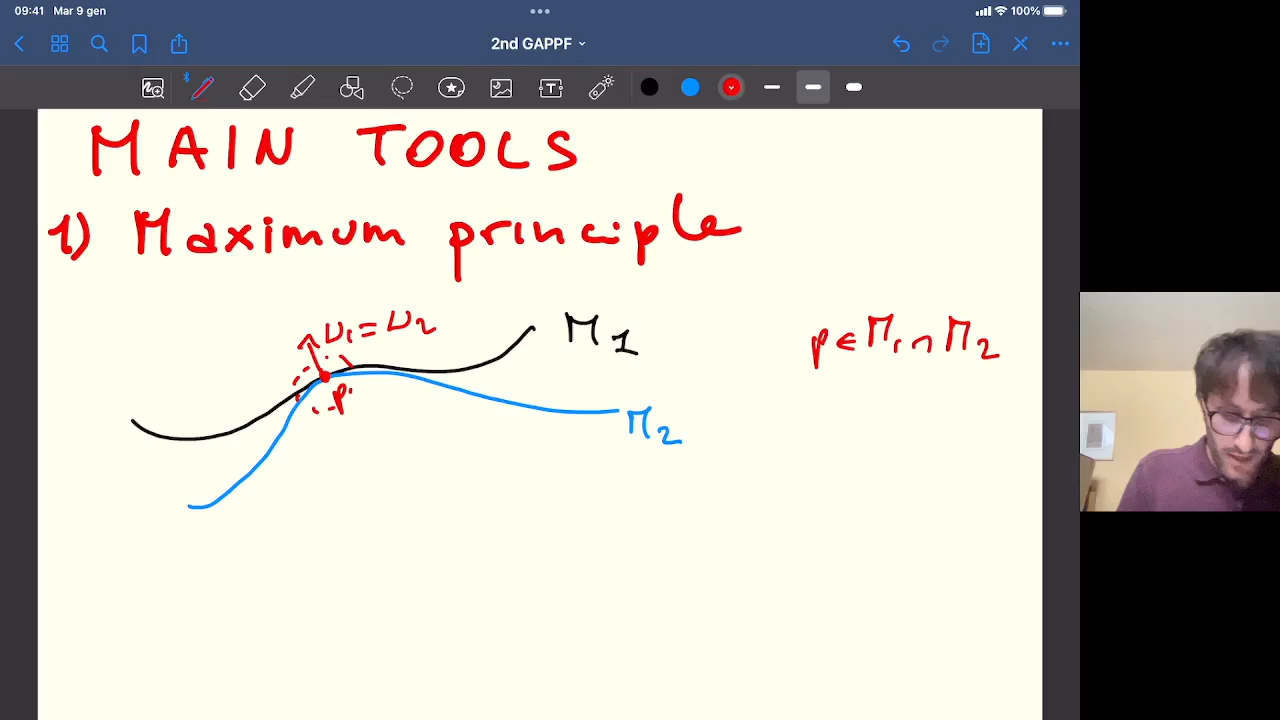 09:41 Mar 9 gen
100%
2nd GAPPF
MAIN TOOLS
1) Maximum principle
ν₁ = ν₂
M₁
p ∈ M₁ ∩ M₂
p
M₂